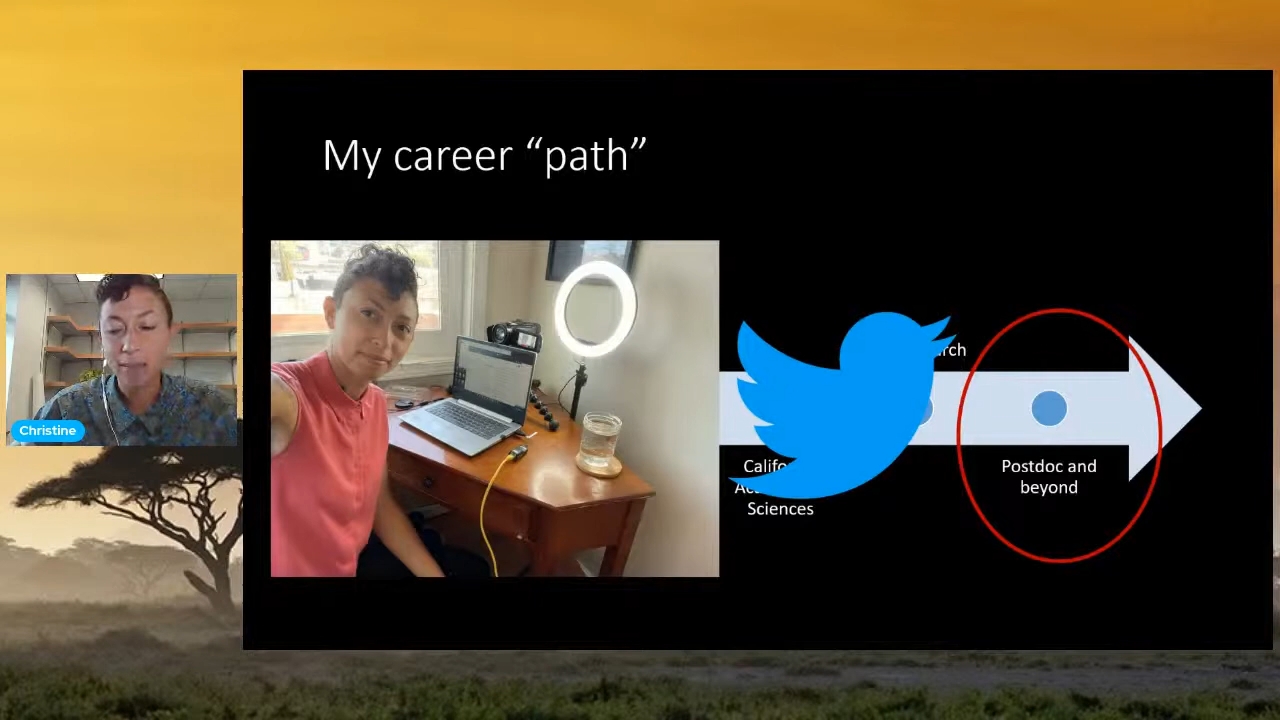 My career “path”
Christine
Postdoc and
beyond
Sciences